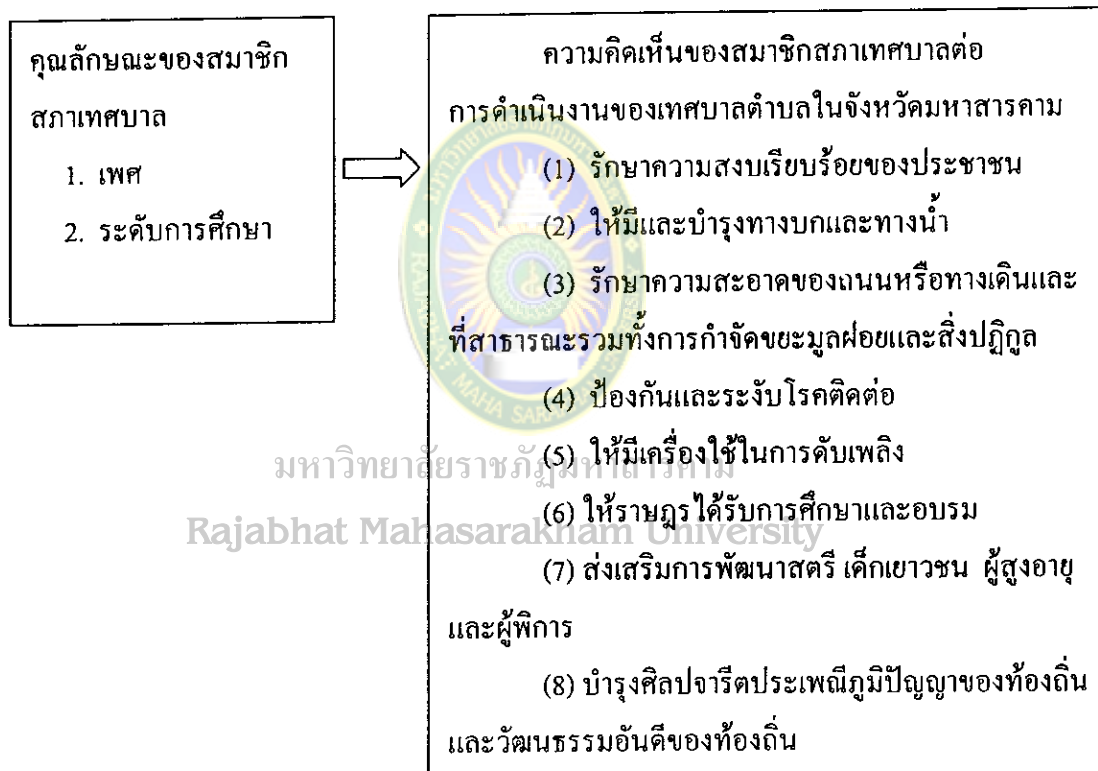 คุณลักษณะของสมาชิก
สภาเทศบาล
1. เพศ
2. ระดับการศึกษา
ความคิดเห็นของสมาชิกสภาเทศบาลต่อ
การดำเนินงานของเทศบาลตำบลในจังหวัดมหาสารคาม
(1) รักษาความสงบเรียบร้อยของประชาชน
(2) ให้มีและบำรุงทางบกและทางน้ำ
(3) รักษาความสะอาดของถนนหรือทางเดินและ
ที่สาธารณะรวมทั้งการกำจัดขยะมูลฝอยและสิ่งปฏิกูล
(4) ป้องกันและระงับโรคติดต่อ
(5) ให้มีเครื่องใช้ในการดับเพลิง
(6) ให้ราษฎรได้รับการศึกษาและอบรม
(7) ส่งเสริมการพัฒนาสตรี เด็กเยาวชน ผู้สูงอายุ
และผู้พิการ
(8) บำรุงศิลปจารีตประเพณีภูมิปัญญาของท้องถิ่น
และวัฒนธรรมอันดีของท้องถิ่น
มหาวิทยาลัยราชภัฏมหาสารคาม
Rajabhat Mahasarakham University